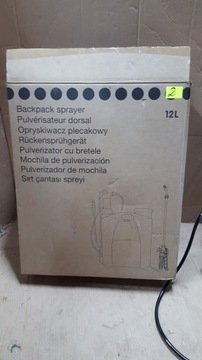 2
Backpack sprayer
12L
Pulvérisateur dorsal
Opryskiwacz plecakowy
Rückensprühgerät
Pulverizator cu bretele
Mochila de pulverización
Pulverizador de mochila
Sırt çantası spreyi